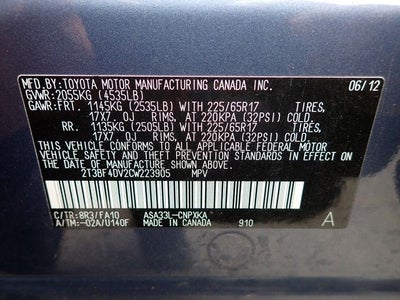 MFD.BY: TOYOTA MOTOR MANUFACTURING CANADA INC. 06/12
GVWR: 2055KG (4535LB)
GAWR: FRT. 1145KG (2535LB) WITH 225/65R17 TIRES,
17X7.0J RIMS, AT 220KPA (32PSI) COLD.
RR. 1135KG (2505LB) WITH 225/65R17 TIRES,
17X7.0J RIMS, AT 220KPA (32PSI) COLD.
THIS VEHICLE CONFORMS TO ALL APPLICABLE FEDERAL MOTOR
VEHICLE SAFETY AND THEFT PREVENTION STANDARDS IN EFFECT ON
THE DATE OF MANUFACTURE SHOWN ABOVE.
2T3BF4DV2CW223905 MPV
C/TR: 8R3/FA10 ASA33L-CNPXKA
A/TM: -02A/U140F MADE IN CANADA 910 A